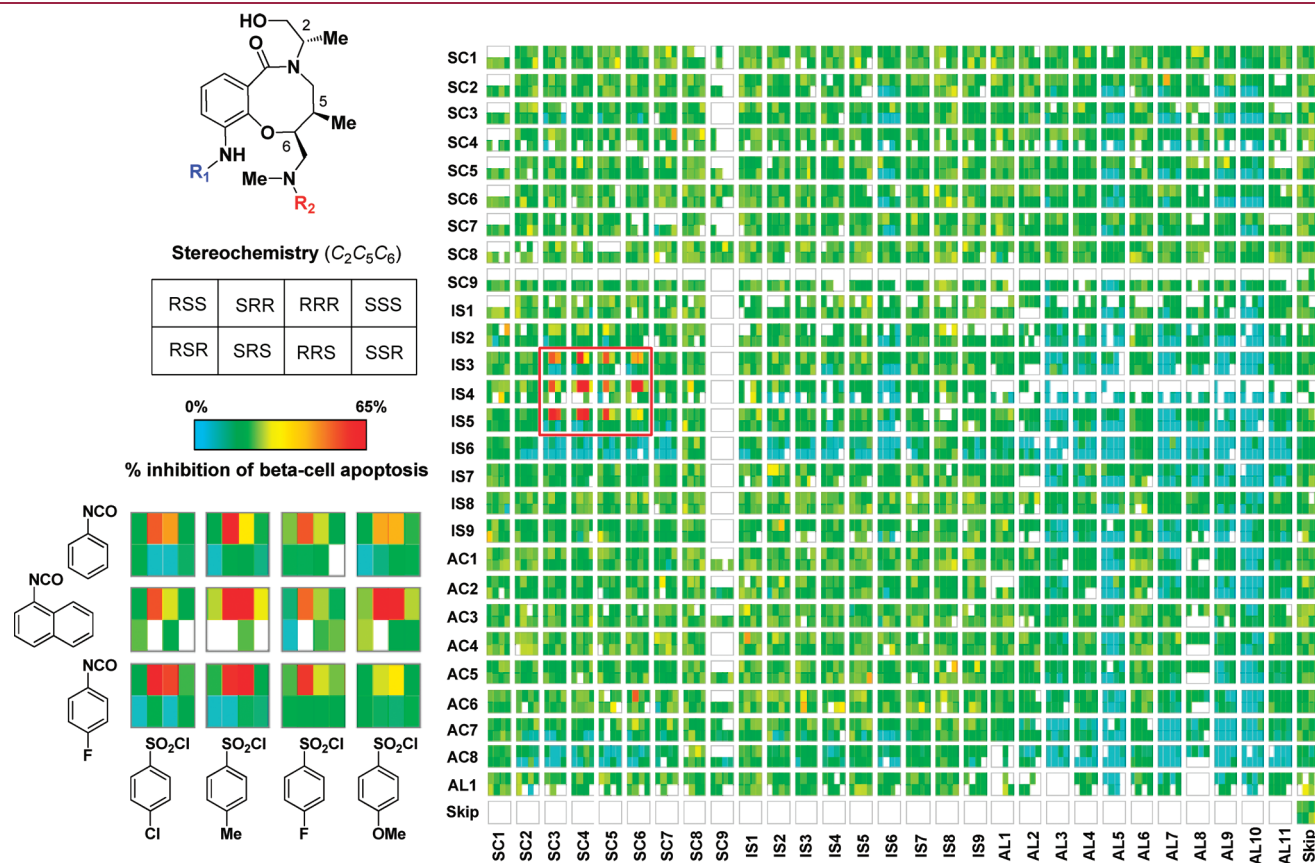 HO
2
Me
O
N
5
Me
O
6
NH
R1
Me
N
R2
Stereochemistry (C2C5C6)
RSS SRR RRR SSS
RSR SRS RRS SSR
0% 65%
% inhibition of beta-cell apoptosis
NCO
NCO
NCO
F
SO2Cl SO2Cl SO2Cl SO2Cl
Cl Me F OMe
SC1
SC2
SC3
SC4
SC5
SC6
SC7
SC8
SC9
IS1
IS2
IS3
IS4
IS5
IS6
IS7
IS8
IS9
AC1
AC2
AC3
AC4
AC5
AC6
AC7
AC8
AL1
Skip
SC1 SC2 SC3 SC4 SC5 SC6 SC7 SC8 SC9 IS1 IS2 IS3 IS4 IS5 IS6 IS7 IS8 IS9 AL1 AL2 AL3 AL4 AL5 AL6 AL7 AL8 AL9 AL10 AL11 Skip